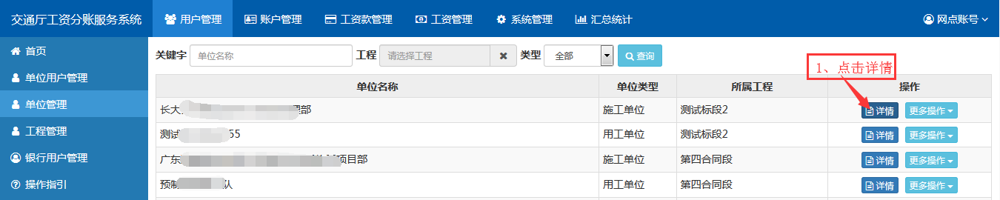 交通厅工资分账服务系统 用户管理 账户管理 工资款管理 工资管理 系统管理 汇总统计 网点账号
首页
单位用户管理
单位管理
工程管理
银行用户管理
操作指引
关键字 单位名称 工程 请选择工程 类型 全部 查询
1、点击详情
单位名称 单位类型 所属工程 操作
长大 理部 施工单位 测试标段2 详情 更多操作
测试 55 用工单位 测试标段2 详情 更多操作
广东 项目部 施工单位 第四合同段 详情 更多操作
预制 队 用工单位 第四合同段 详情 更多操作